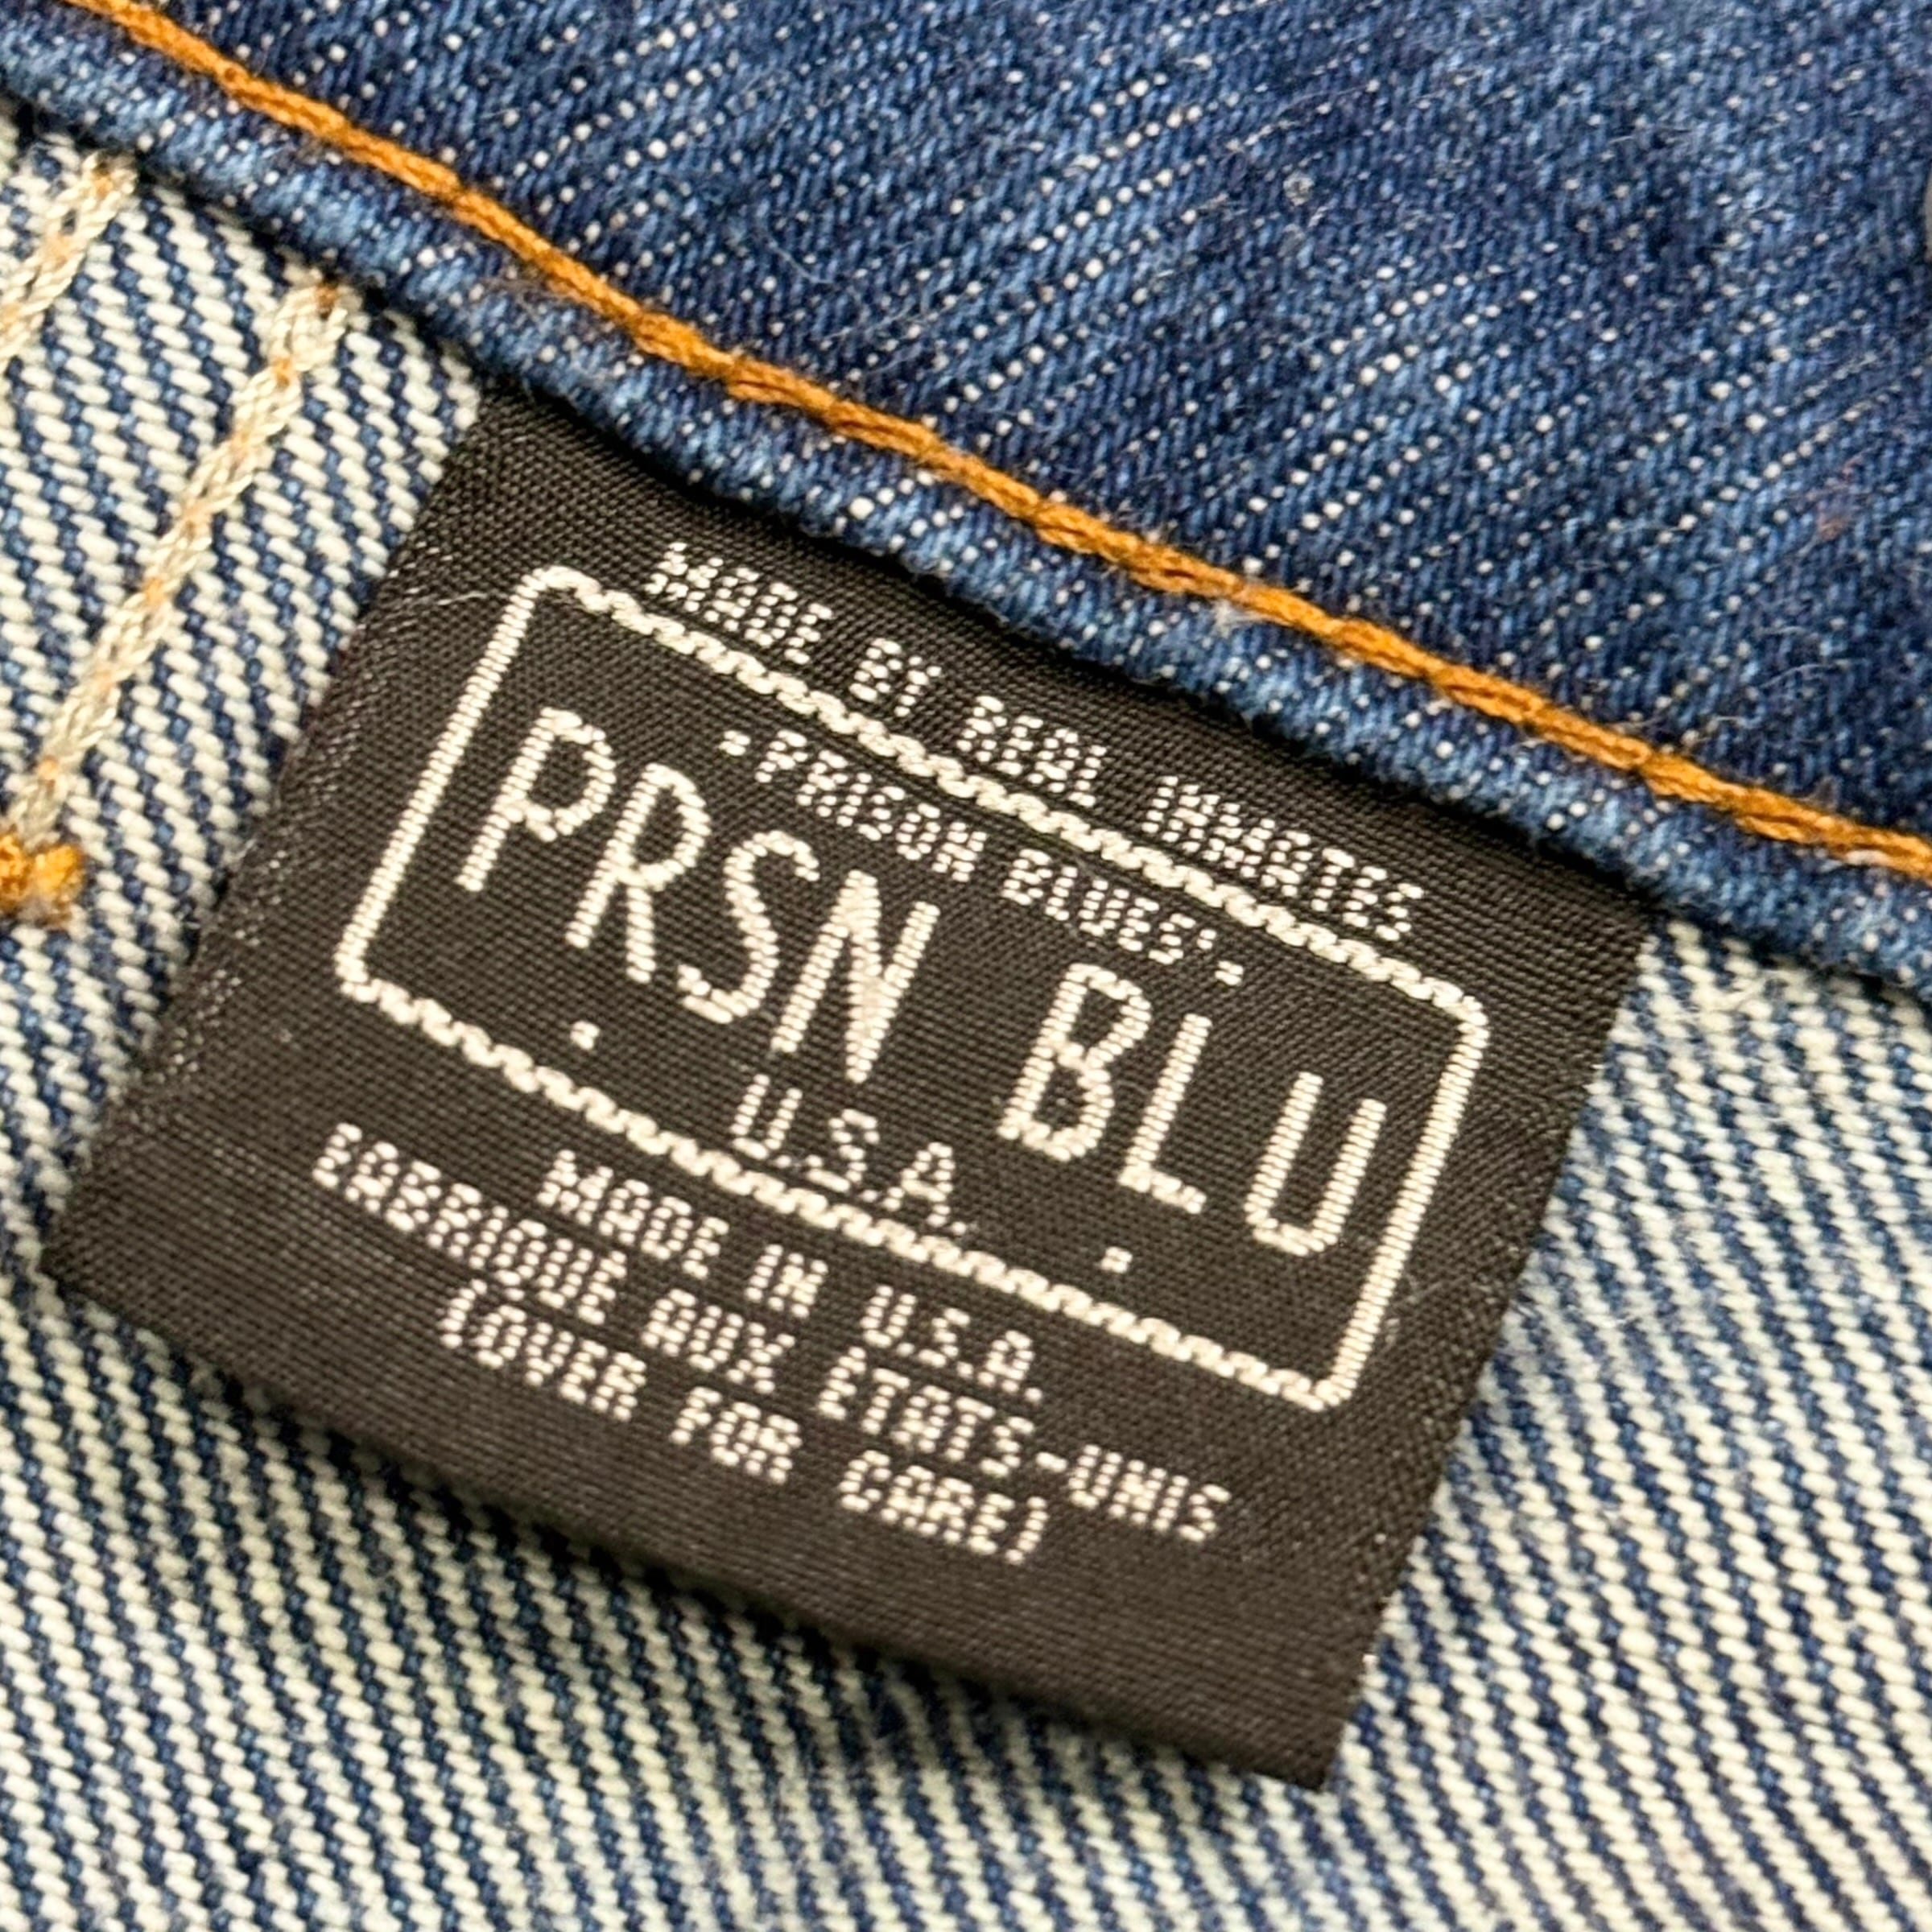 MADE BY REAL INMATES
"PRISON BLUES"
PRSN BLU
U.S.A.
MADE IN U.S.A.
FABRIQUÉ AUX ÉTATS-UNIS
(OVER FOR CARE)